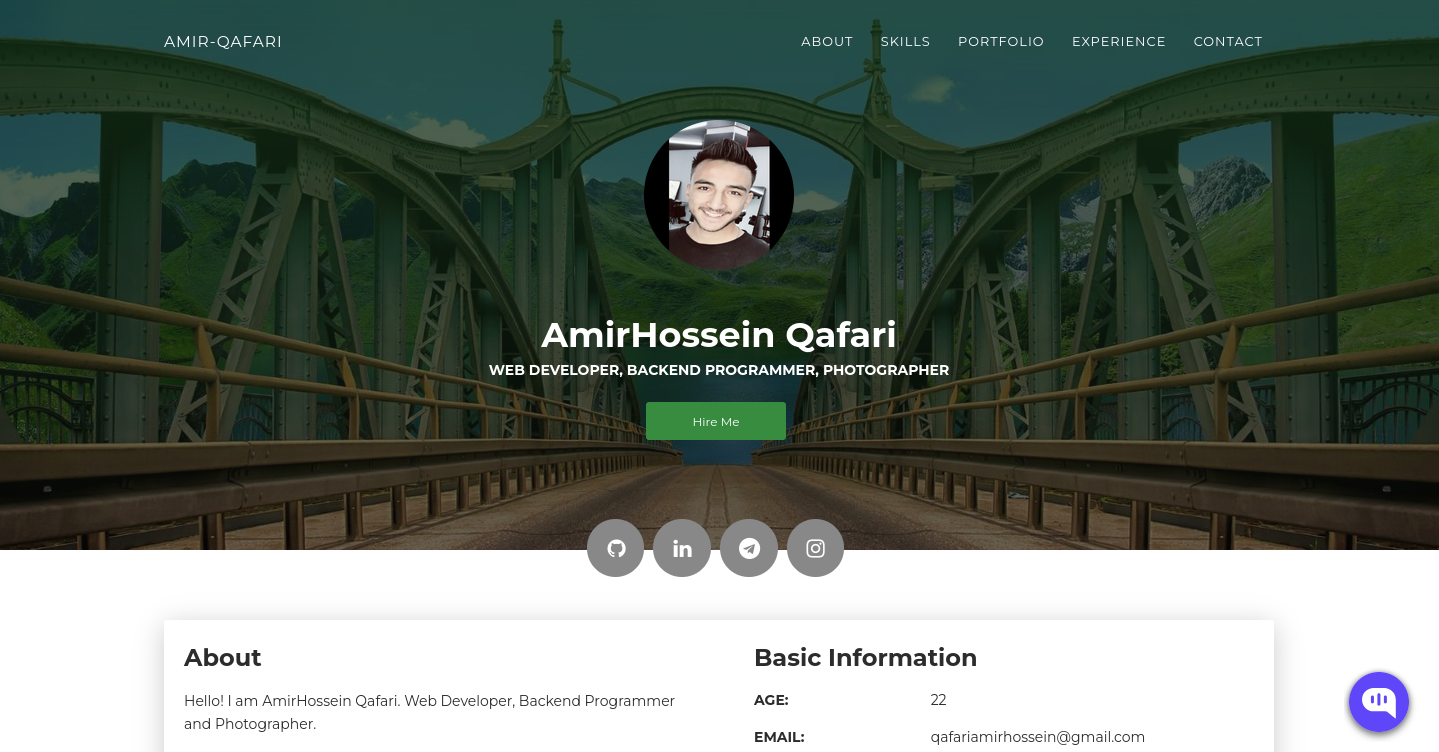 AMIR-QAFARI
ABOUT SKILLS PORTFOLIO EXPERIENCE CONTACT
AmirHossein Qafari
WEB DEVELOPER, BACKEND PROGRAMMER, PHOTOGRAPHER
Hire Me
About
Hello! I am AmirHossein Qafari. Web Developer, Backend Programmer
and Photographer.
Basic Information
AGE: 22
EMAIL: qafariamirhossein@gmail.com